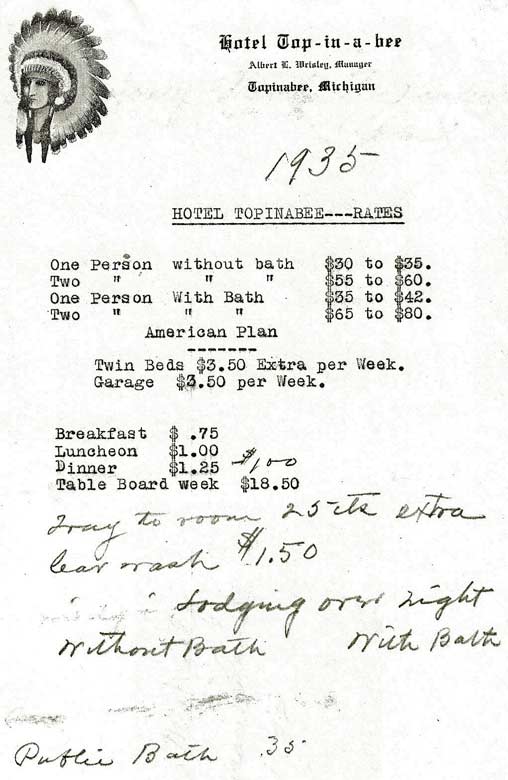 Hotel Top-in-a-bee
Albert L. Wrisley, Manager
Topinabee, Michigan
1935
HOTEL TOPINABEE---RATES
One Person without bath $30 to $35.
Two " " " $55 to $60.
One Person With Bath $35 to $42.
Two " " " $65 to $80.
American Plan
-------
Twin Beds $3.50 Extra per Week.
Garage $3.50 per Week.
Breakfast $ .75
Luncheon $1.00
Dinner $1.25 $1,00
Table Board week $18.50
Tray to room 25cts extra
Car wash $1.50
Lodging over Night
Without Bath With Bath
Public Bath .35